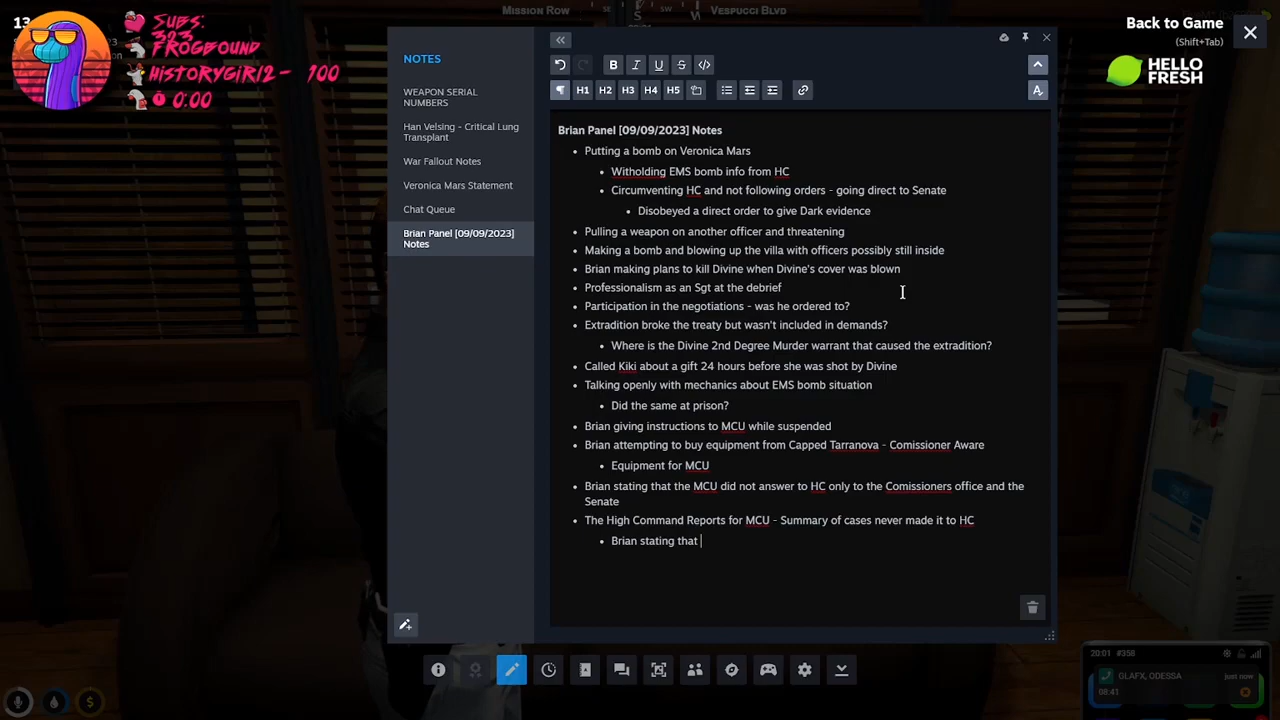 Mission Row
Vespucci Blvd
SUBS:
323
FROGBOUND
HISTORYGIRL2 - 100
0:00
Back to Game
(Shift+Tab)
HELLO
FRESH
NOTES
WEAPON SERIAL
NUMBERS
Han Velsing - Critical Lung
Transplant
War Fallout Notes
Veronica Mars Statement
Chat Queue
Brian Panel [09/09/2023]
Notes
B I U S </>
H1 H2 H3 H4 H5
Brian Panel [09/09/2023] Notes
Putting a bomb on Veronica Mars
Witholding EMS bomb info from HC
Circumventing HC and not following orders - going direct to Senate
Disobeyed a direct order to give Dark evidence
Pulling a weapon on another officer and threatening
Making a bomb and blowing up the villa with officers possibly still inside
Brian making plans to kill Divine when Divine's cover was blown
Professionalism as an Sgt at the debrief
Participation in the negotiations - was he ordered to?
Extradition broke the treaty but wasn't included in demands?
Where is the Divine 2nd Degree Murder warrant that caused the extradition?
Called Kiki about a gift 24 hours before she was shot by Divine
Talking openly with mechanics about EMS bomb situation
Did the same at prison?
Brian giving instructions to MCU while suspended
Brian attempting to buy equipment from Capped Tarranova - Comissioner Aware
Equipment for MCU
Brian stating that the MCU did not answer to HC only to the Comissioners office and the
Senate
The High Command Reports for MCU - Summary of cases never made it to HC
Brian stating that
20:01 #358
GLAFX, ODESSA just now
08:41